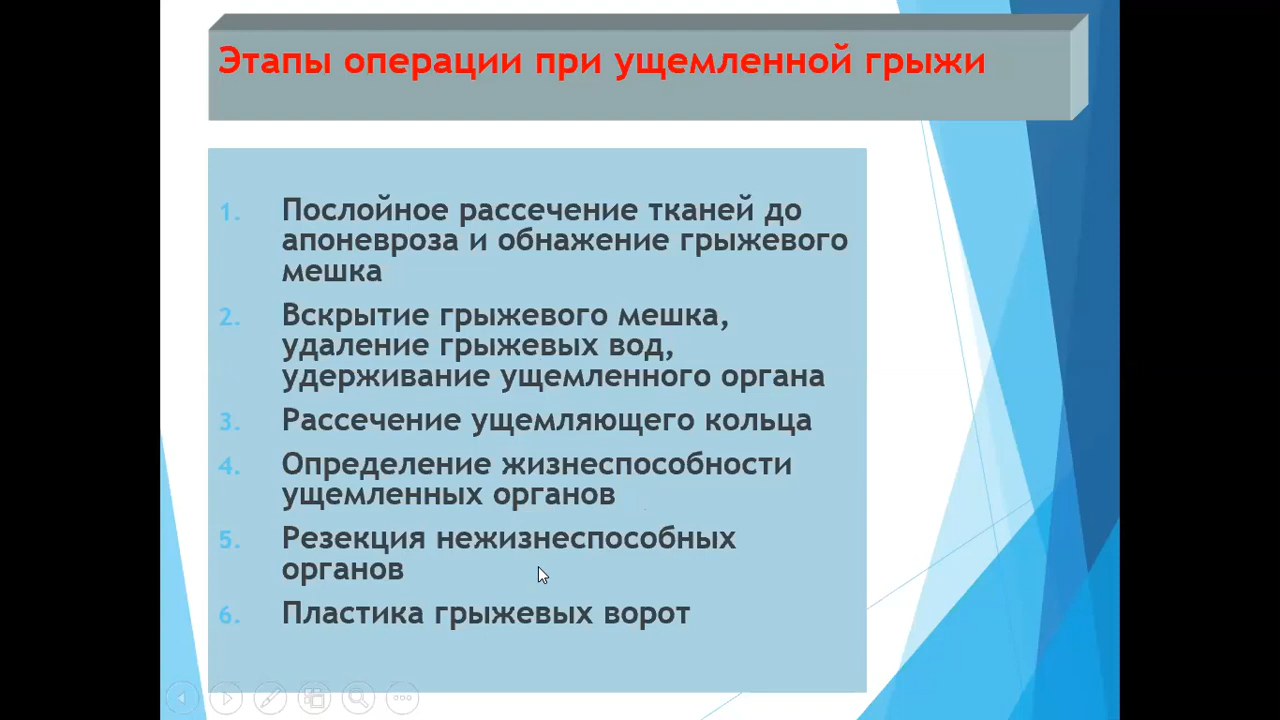 Этапы операции при ущемленной грыжи
1. Послойное рассечение тканей до
апоневроза и обнажение грыжевого
мешка
2. Вскрытие грыжевого мешка,
удаление грыжевых вод,
удерживание ущемленного органа
3. Рассечение ущемляющего кольца
4. Определение жизнеспособности
ущемленных органов
5. Резекция нежизнеспособных
органов
6. Пластика грыжевых ворот